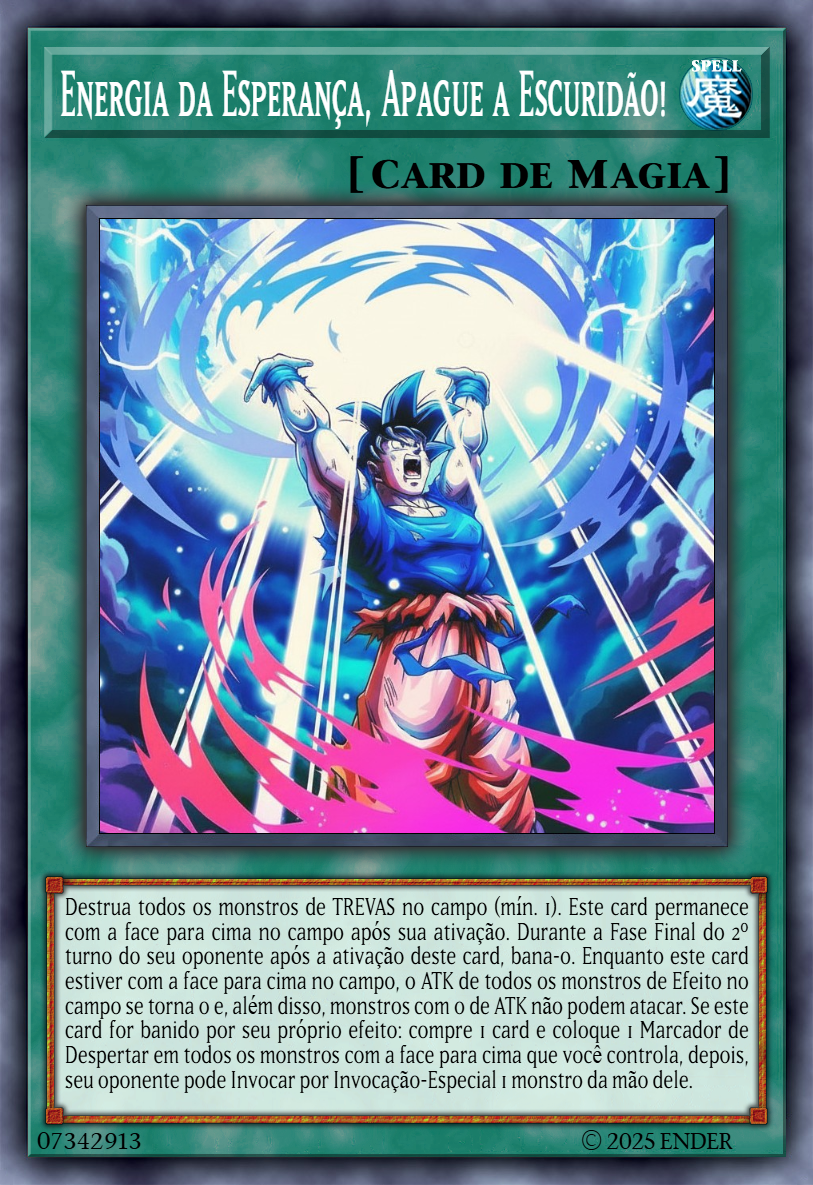 Energia da Esperança, Apague a Escuridão!
SPELL
魔
[Card de Magia]
Destrua todos os monstros de TREVAS no campo (mín. 1). Este card permanece
com a face para cima no campo após sua ativação. Durante a Fase Final do 2º
turno do seu oponente após a ativação deste card, bana-o. Enquanto este card
estiver com a face para cima no campo, o ATK de todos os monstros de Efeito no
campo se torna 0 e, além disso, monstros com 0 de ATK não podem atacar. Se este
card for banido por seu próprio efeito: compre 1 card e coloque 1 Marcador de
Despertar em todos os monstros com a face para cima que você controla, depois,
seu oponente pode Invocar por Invocação-Especial 1 monstro da mão dele.
07342913
© 2025 ENDER